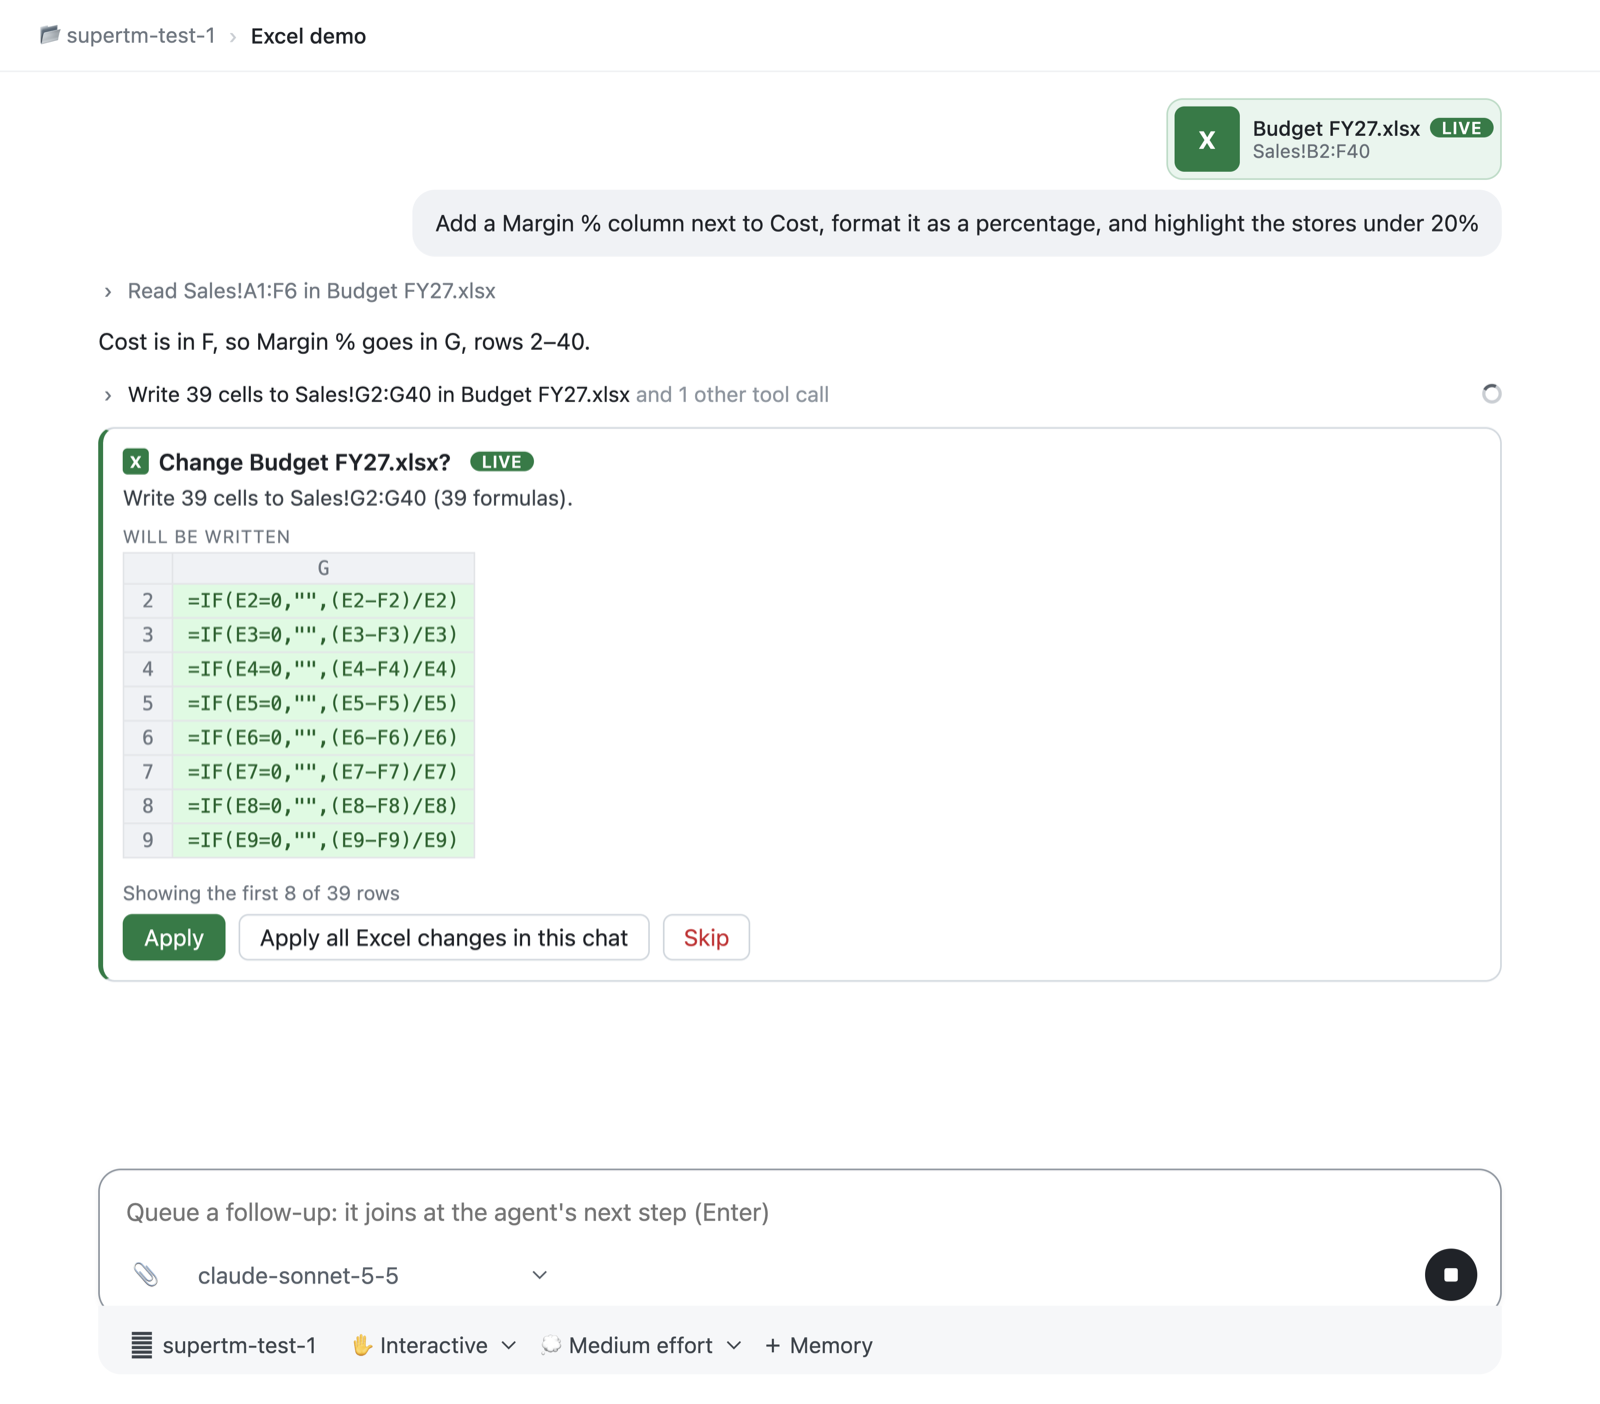 supertm-test-1 › Excel demo
X
Budget FY27.xlsx LIVE
Sales!B2:F40
Add a Margin % column next to Cost, format it as a percentage, and highlight the stores under 20%
› Read Sales!A1:F6 in Budget FY27.xlsx
Cost is in F, so Margin % goes in G, rows 2–40.
› Write 39 cells to Sales!G2:G40 in Budget FY27.xlsx and 1 other tool call
X Change Budget FY27.xlsx? LIVE
Write 39 cells to Sales!G2:G40 (39 formulas).
WILL BE WRITTEN
G
2 =IF(E2=0,"",(E2-F2)/E2)
3 =IF(E3=0,"",(E3-F3)/E3)
4 =IF(E4=0,"",(E4-F4)/E4)
5 =IF(E5=0,"",(E5-F5)/E5)
6 =IF(E6=0,"",(E6-F6)/E6)
7 =IF(E7=0,"",(E7-F7)/E7)
8 =IF(E8=0,"",(E8-F8)/E8)
9 =IF(E9=0,"",(E9-F9)/E9)
Showing the first 8 of 39 rows
Apply Apply all Excel changes in this chat Skip
Queue a follow-up: it joins at the agent's next step (Enter)
claude-sonnet-5-5
supertm-test-1 Interactive Medium effort + Memory